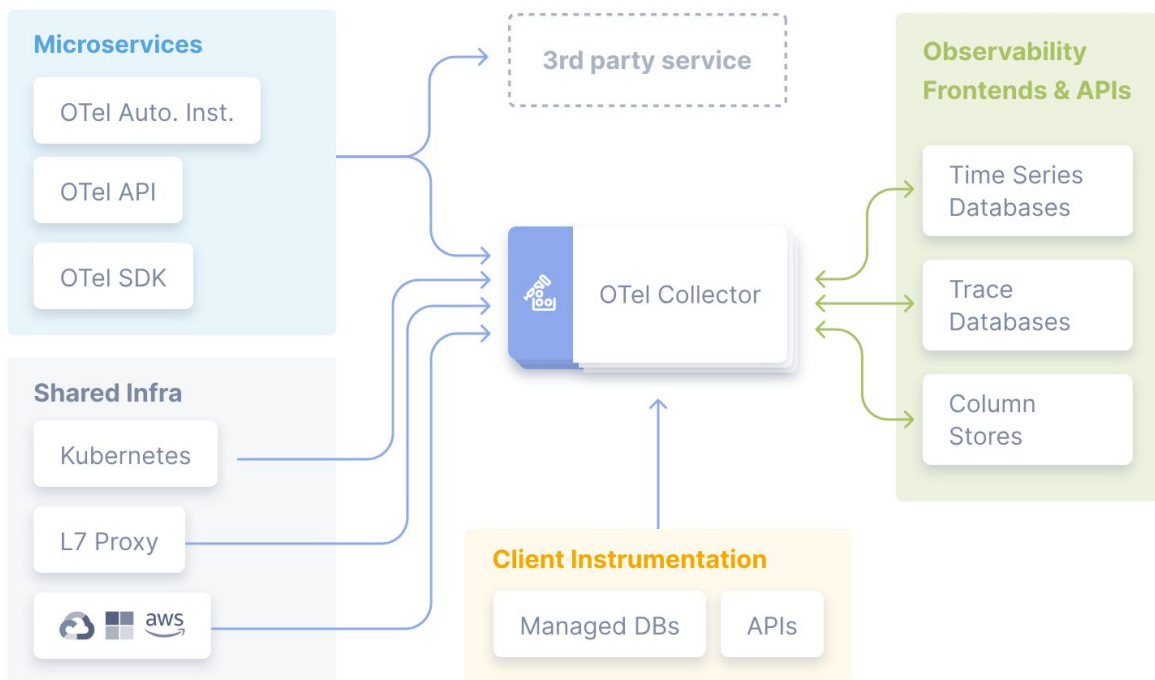 Microservices
OTel Auto. Inst.
OTel API
OTel SDK
Shared Infra
Kubernetes
L7 Proxy
aws
3rd party service
OTel Collector
Client Instrumentation
Managed DBs
APIs
Observability
Frontends & APIs
Time Series
Databases
Trace
Databases
Column
Stores